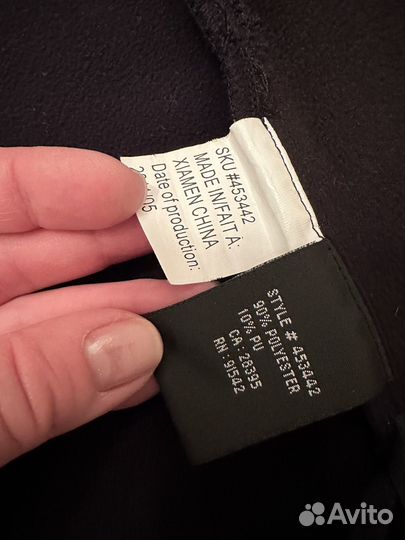 SKU#453442
MADE IN/FAIT A:
XIAMEN CHINA
Date of production:
STYLE # 453442
90% POLYESTER
10% PU
CA : 28395
RN : 91542
Avito